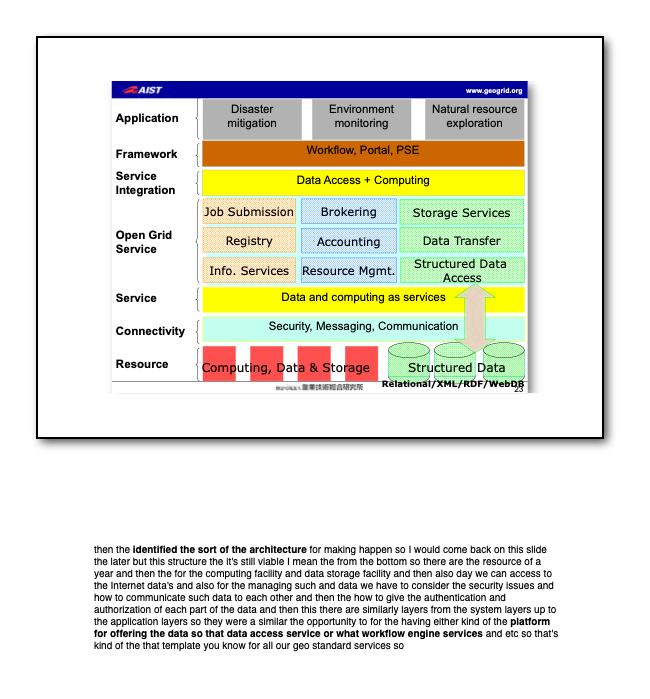 AIST
www.geogrid.org
Application
Disaster mitigation
Environment monitoring
Natural resource exploration
Framework
Workflow, Portal, PSE
Service Integration
Data Access + Computing
Open Grid Service
Job Submission
Brokering
Storage Services
Registry
Accounting
Data Transfer
Info. Services
Resource Mgmt.
Structured Data Access
Service
Data and computing as services
Connectivity
Security, Messaging, Communication
Resource
Computing, Data & Storage
Structured Data
Relational/XML/RDF/WebDB
産業技術総合研究所
23
then the identified the sort of the architecture for making happen so I would come back on this slide
the later but this structure the it's still viable I mean the from the bottom so there are the resource of a
year and then the for the computing facility and data storage facility and then also day we can access to
the Internet data's and also for the managing such and data we have to consider the security issues and
how to communicate such data to each other and then the how to give the authentication and
authorization of each part of the data and then this there are similarly layers from the system layers up to
the application layers so they were a similar the opportunity to for the having either kind of the platform
for offering the data so that data access service or what workflow engine services and etc so that's
kind of the that template you know for all our geo standard services so